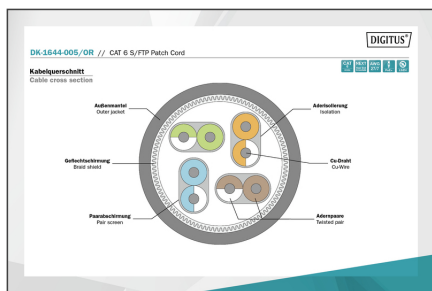 DIGITUS®
DK-1644-005/OR // CAT 6 S/FTP Patch Cord
Kabelquerschnitt
Cable cross section
Außenmantel
Outer jacket
Aderisolierung
Isolation
Geflechtschirmung
Braid shield
Cu-Draht
Cu-Wire
Paarabschirmung
Pair screen
Adernpaare
Twisted pair